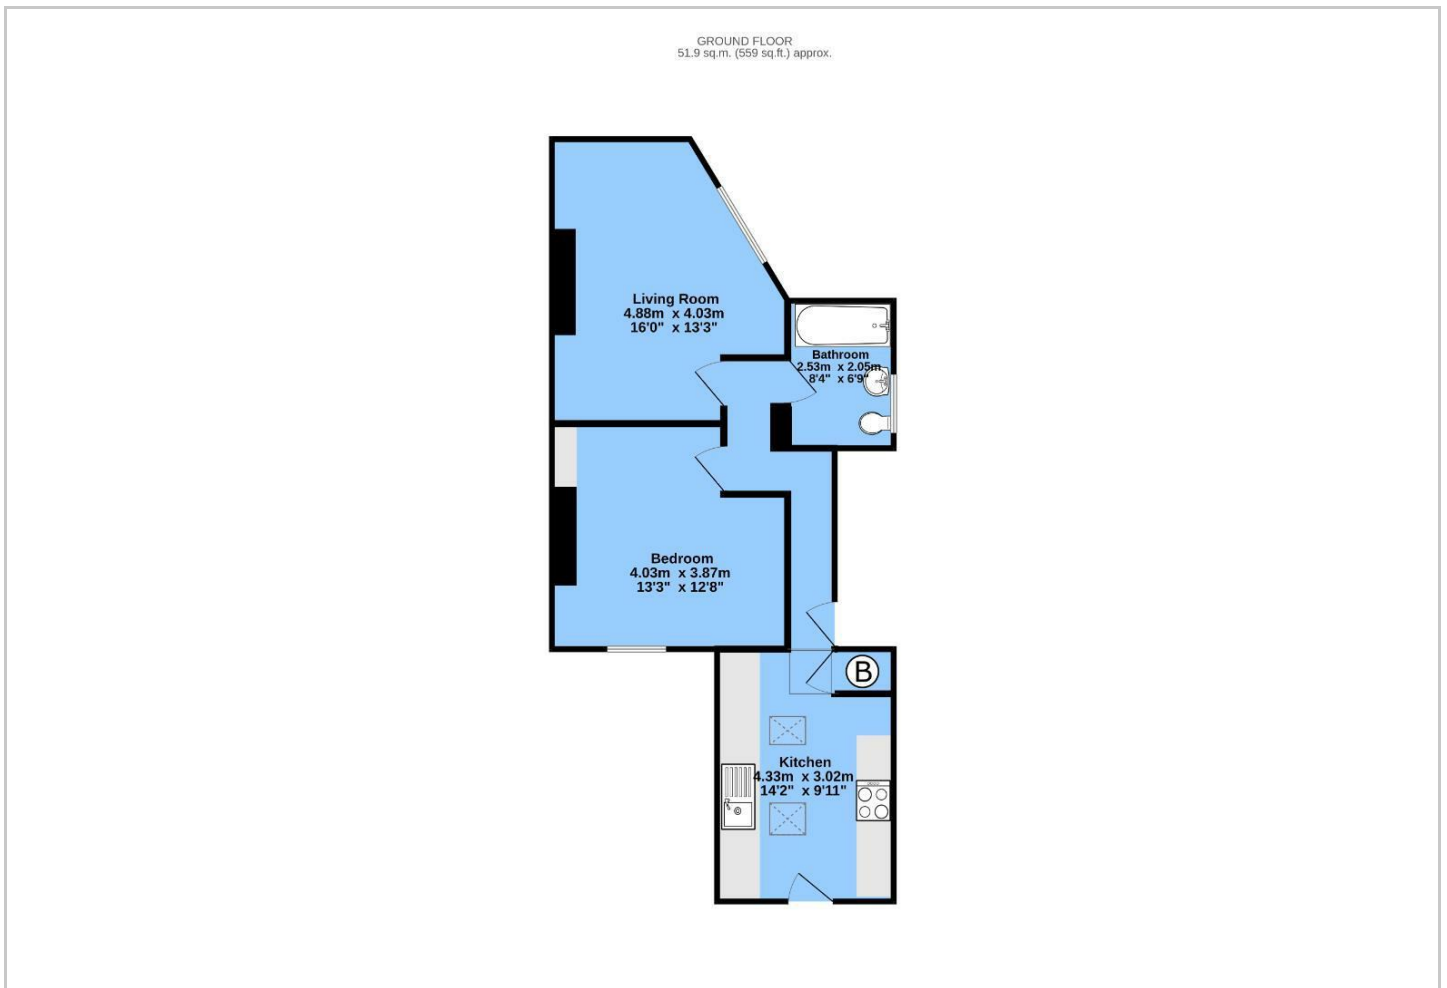 GROUND FLOOR
51.9 sq.m. (559 sq.ft.) approx.
Living Room
4.88m x 4.03m
16'0" x 13'3"
Bathroom
2.53m x 2.05m
8'4" x 6'9"
Bedroom
4.03m x 3.87m
13'3" x 12'8"
B
Kitchen
4.33m x 3.02m
14'2" x 9'11"